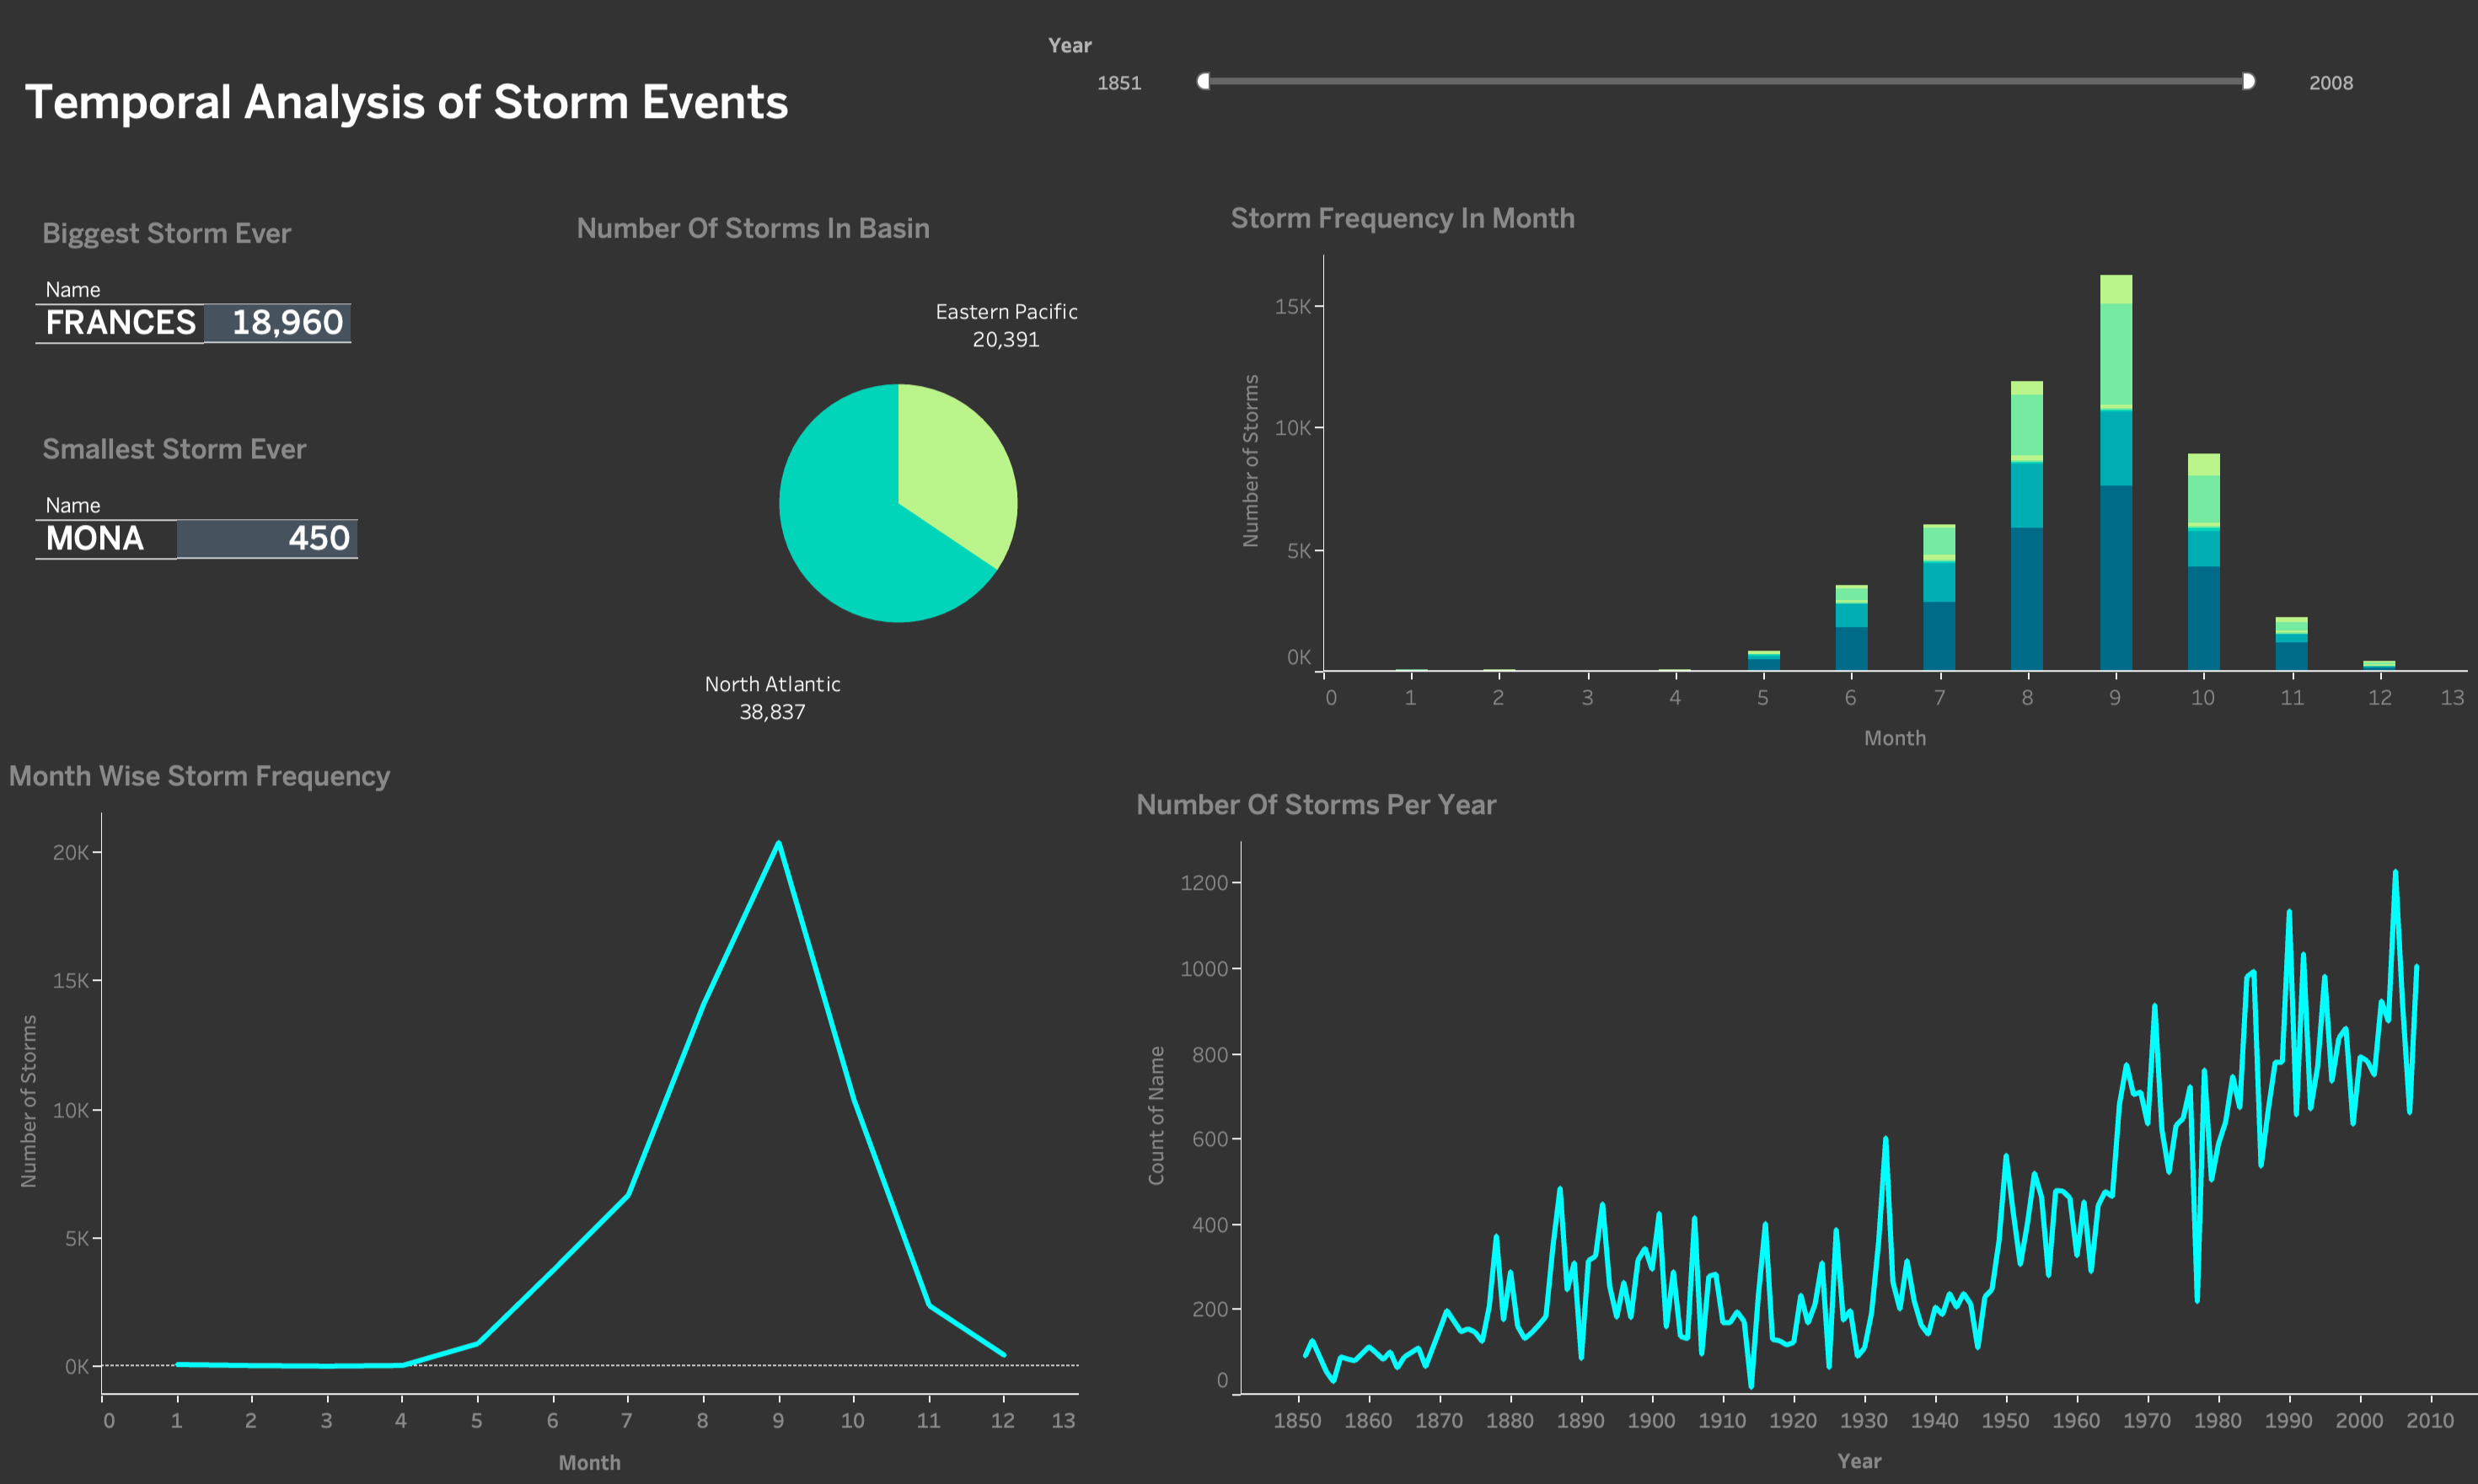 Temporal Analysis of Storm Events
Year
1851
2008
Biggest Storm Ever
Name
FRANCES 18,960
Smallest Storm Ever
Name
MONA 450
Number Of Storms In Basin
Eastern Pacific
20,391
North Atlantic
38,837
Storm Frequency In Month
Number of Storms
15K
10K
5K
0K
0 1 2 3 4 5 6 7 8 9 10 11 12 13
Month
Month Wise Storm Frequency
Number of Storms
20K
15K
10K
5K
0K
0 1 2 3 4 5 6 7 8 9 10 11 12 13
Month
Number Of Storms Per Year
Count of Name
1200
1000
800
600
400
200
0
1850 1860 1870 1880 1890 1900 1910 1920 1930 1940 1950 1960 1970 1980 1990 2000 2010
Year